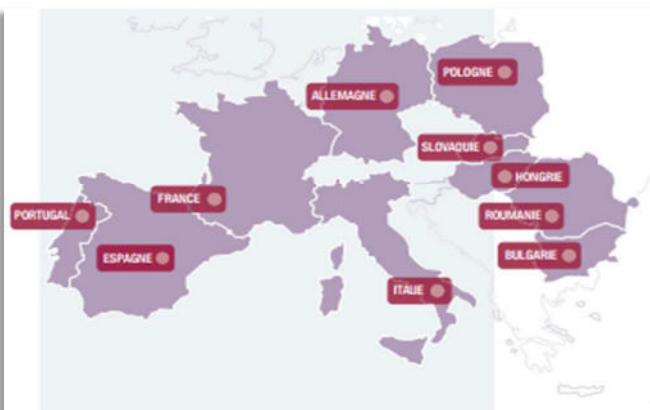 POLOGNE
ALLEMAGNE
SLOVAQUIE
HONGRIE
FRANCE
PORTUGAL
ROUMANIE
ESPAGNE
BULGARIE
ITALIE